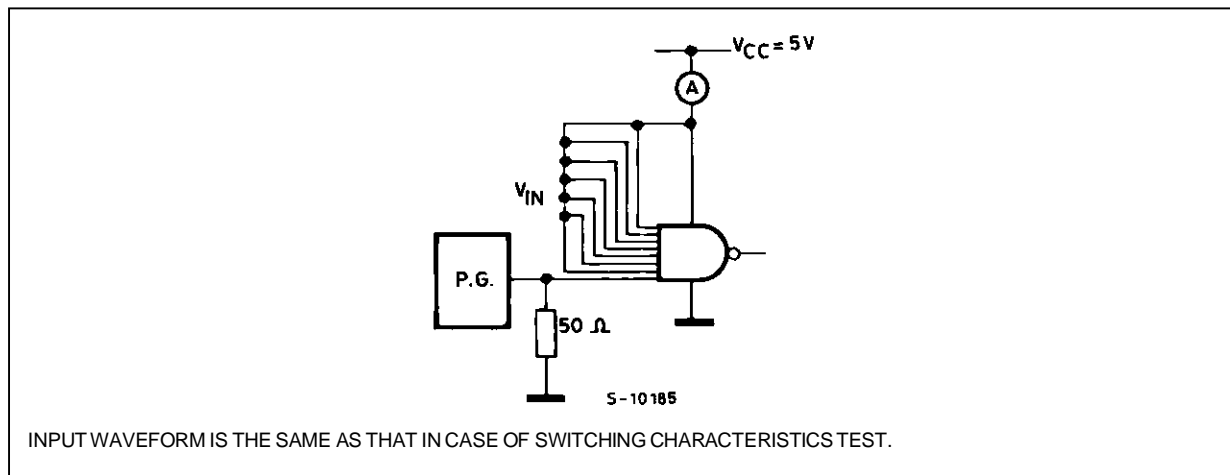 VCC = 5V
A
VIN
P.G.
50 Ω
S-10185
INPUT WAVEFORM IS THE SAME AS THAT IN CASE OF SWITCHING CHARACTERISTICS TEST.